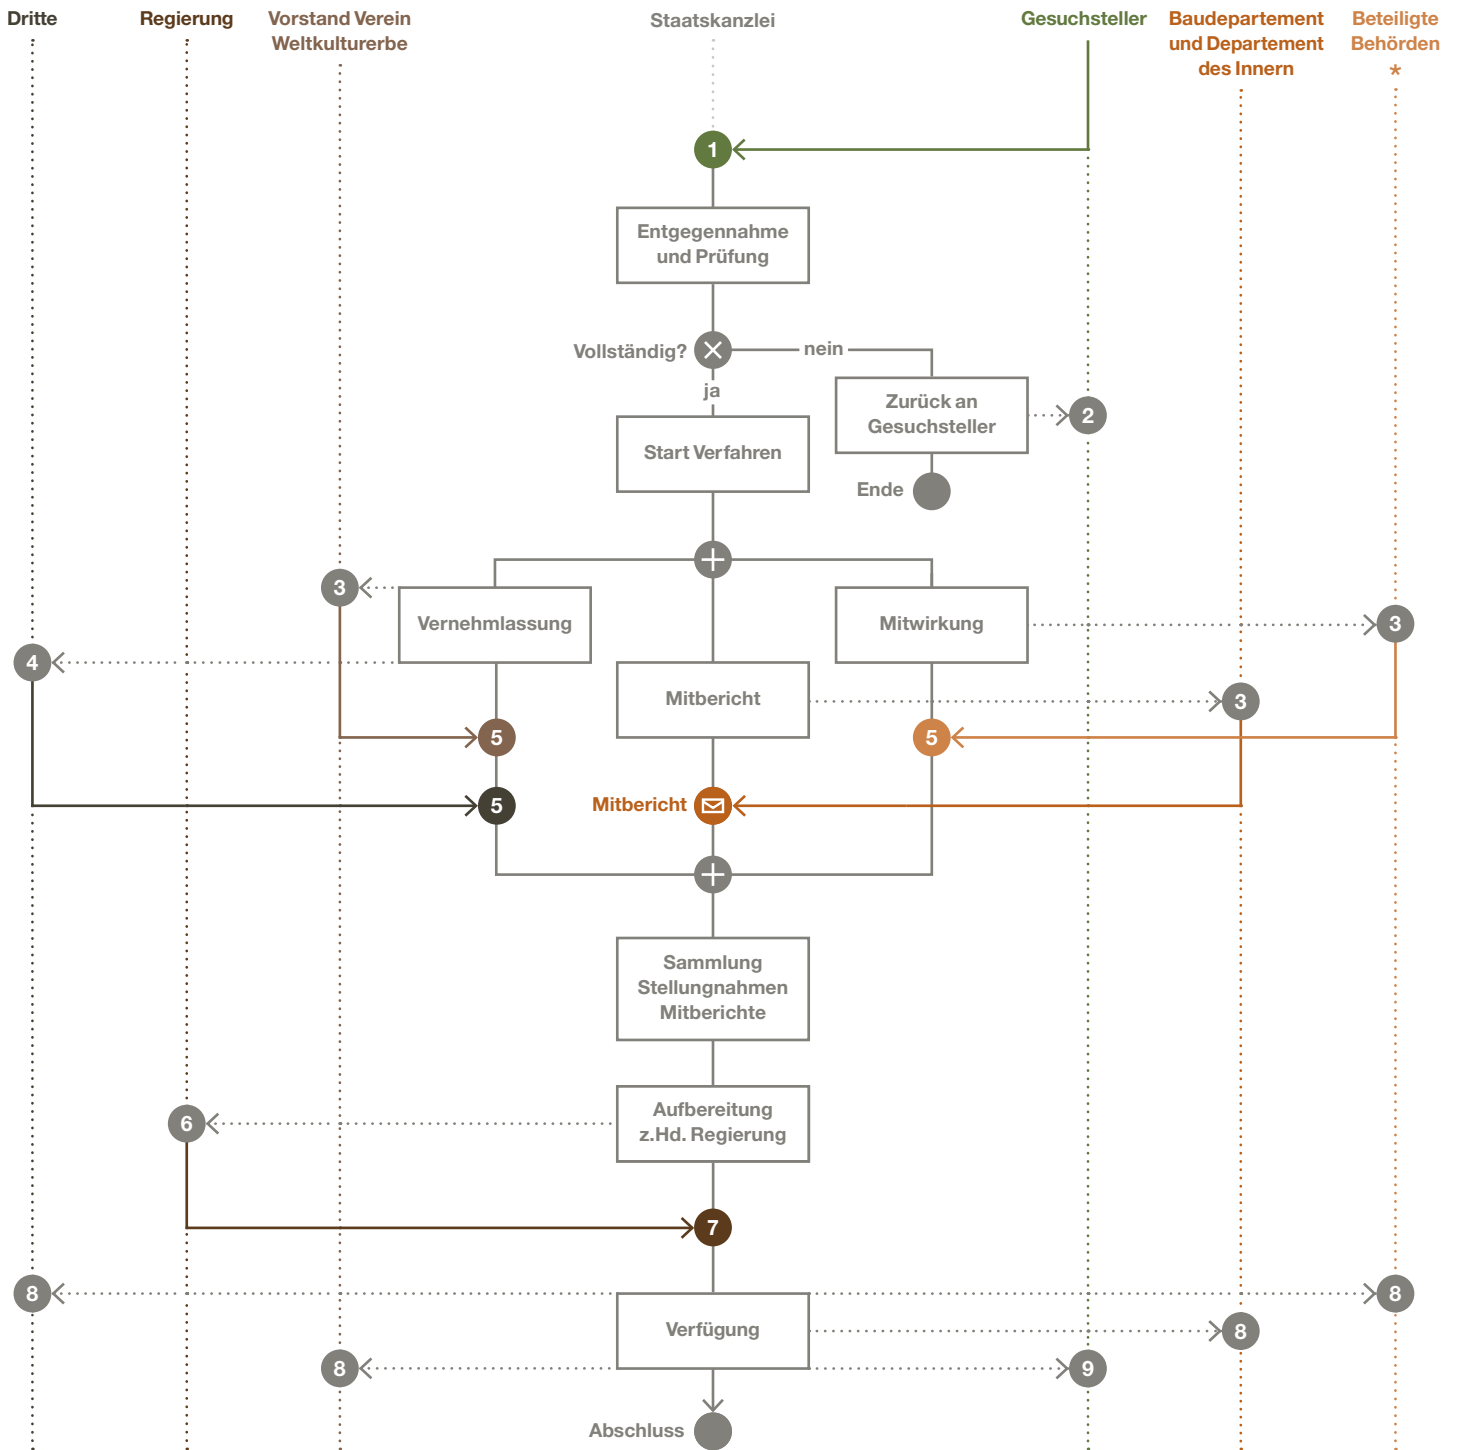 Dritte
Regierung
Vorstand Verein
Weltkulturerbe
Staatskanzlei
Gesuchsteller
Baudepartement
und Departement
des Innern
Beteiligte
Behörden
*
1
Entgegennahme
und Prüfung
Vollständig?
nein
ja
Zurück an
Gesuchsteller
2
Start Verfahren
Ende
3
Vernehmlassung
Mitwirkung
3
4
Mitbericht
3
5
5
5
Mitbericht
Sammlung
Stellungnahmen
Mitberichte
Aufbereitung
z.Hd. Regierung
6
7
8
8
Verfügung
8
8
9
Abschluss